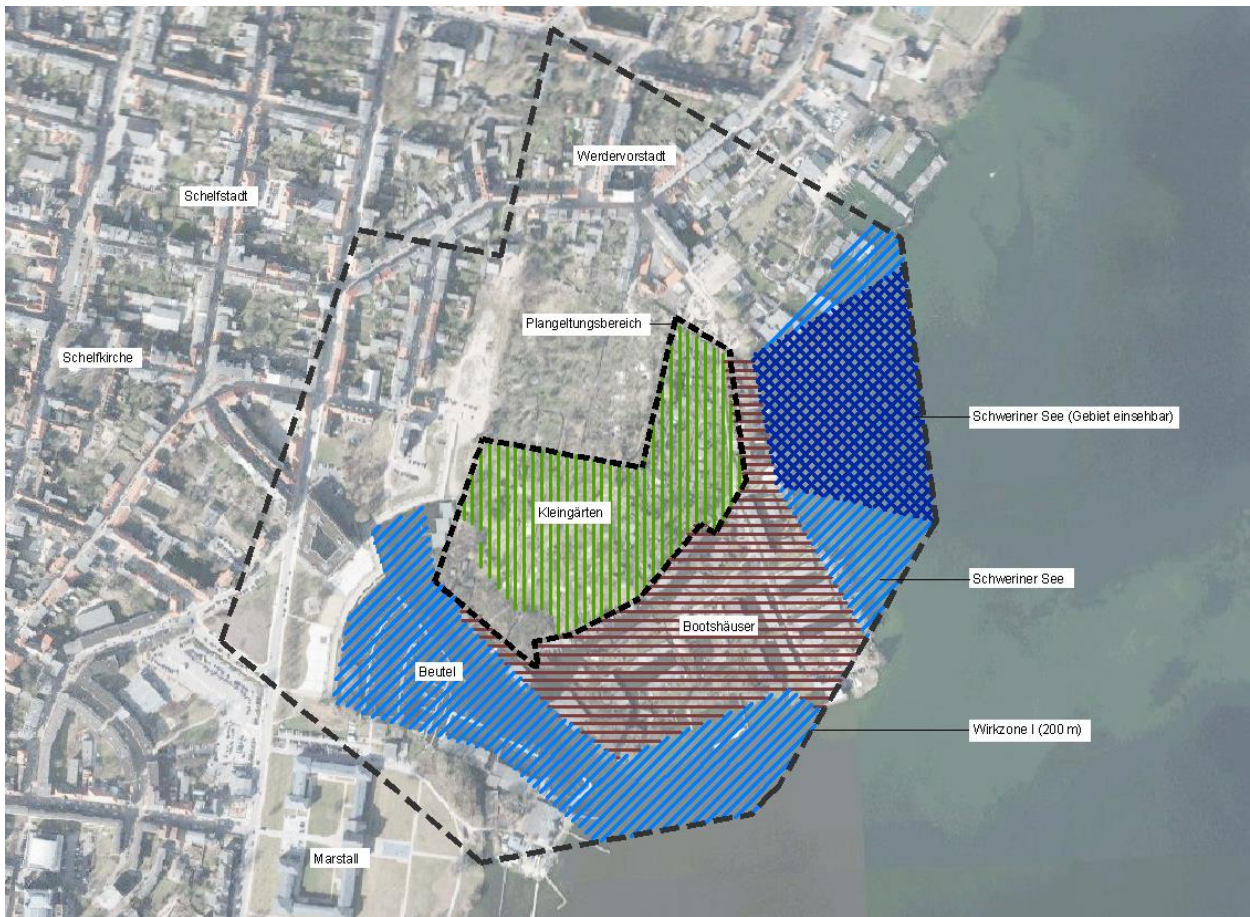 Werdervorstadt
Schelfstadt
Plangeltungsbereich
Schelfkirche
Schweriner See (Gebiet einsehbar)
Kleingärten
Schweriner See
Bootshäuser
Beutel
Wirkzone I (200 m)
Marstall